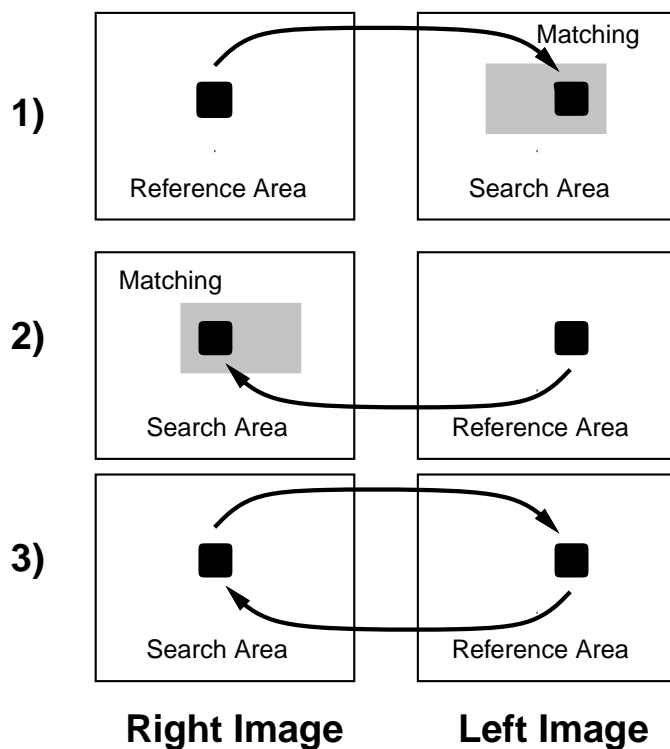 Matching
1)
Reference Area
Search Area
Matching
2)
Search Area
Reference Area
3)
Search Area
Reference Area
Right Image
Left Image